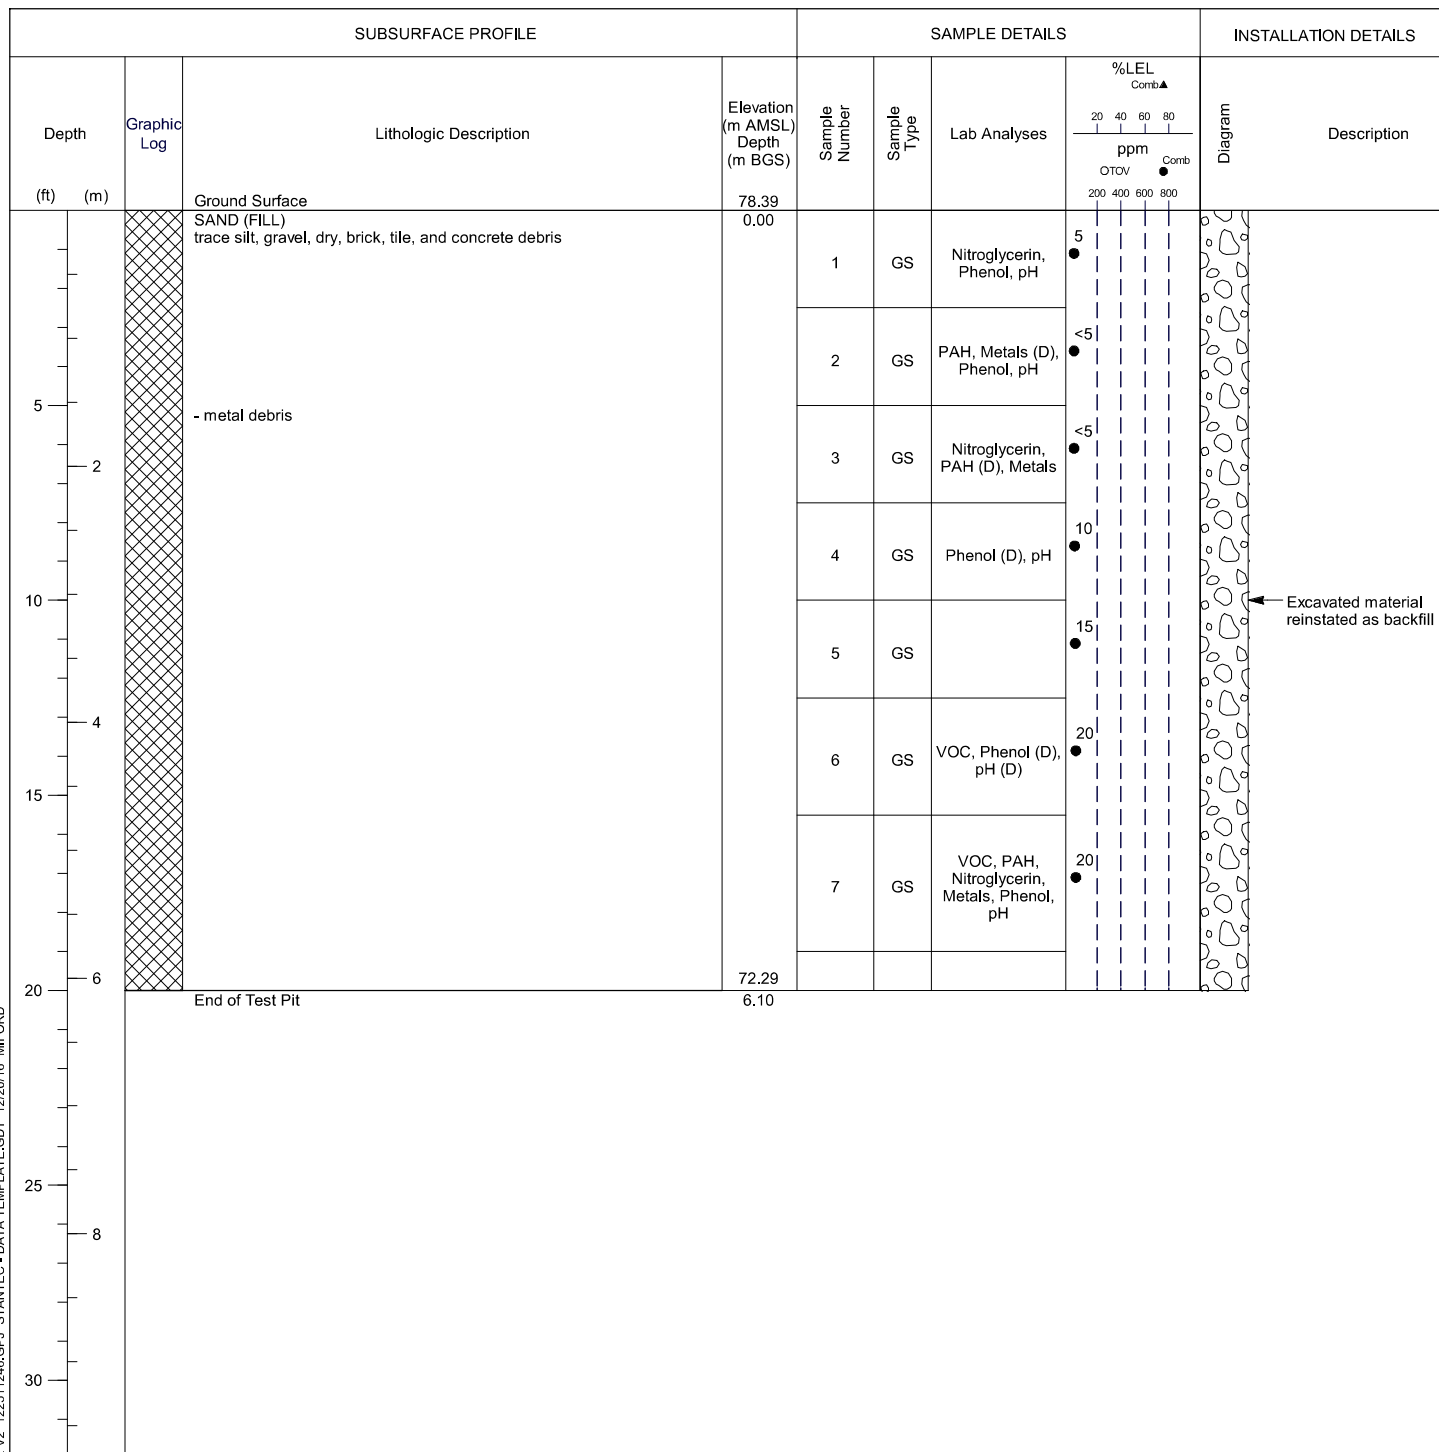 SUBSURFACE PROFILE
SAMPLE DETAILS
INSTALLATION DETAILS
Depth
(ft) (m)
Graphic
Log
Lithologic Description
Elevation
(m AMSL)
Depth
(m BGS)
Sample
Number
Sample
Type
Lab Analyses
%LEL
Comb▲
20 40 60 80
ppm
OTOV ● Comb
200 400 600 800
Diagram
Description
Ground Surface
78.39
SAND (FILL)
0.00
trace silt, gravel, dry, brick, tile, and concrete debris
1
GS
Nitroglycerin,
Phenol, pH
5
2
GS
PAH, Metals (D),
Phenol, pH
<5
5
- metal debris
3
GS
Nitroglycerin,
PAH (D), Metals
<5
2
4
GS
Phenol (D), pH
10
10
Excavated material
reinstated as backfill
5
GS
15
4
6
GS
VOC, Phenol (D),
pH (D)
20
15
7
GS
VOC, PAH,
Nitroglycerin,
Metals, Phenol,
pH
20
6
72.29
20
End of Test Pit
6.10
25
8
30
STANTEC - DATA TEMPLATE.GDT